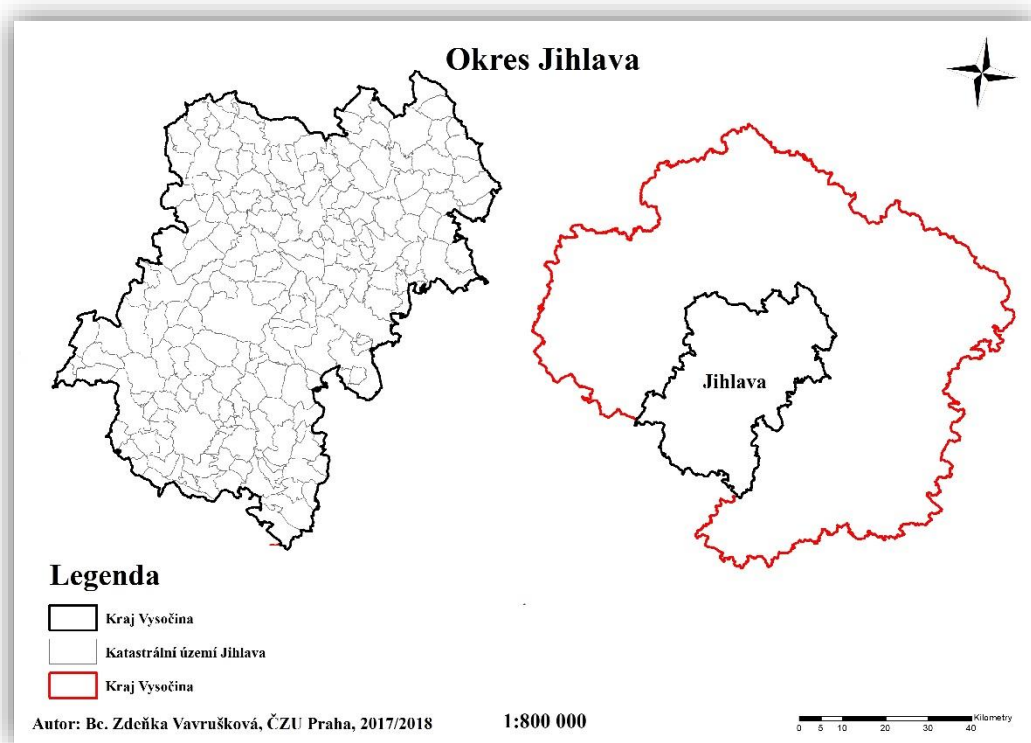 Okres Jihlava
Jihlava
Legenda
Kraj Vysočina
Katastrální území Jihlava
Kraj Vysočina
Autor: Bc. Zdeňka Vavrušková, ČZU Praha, 2017/2018
1:800 000
Kilometry
0 5 10 20 30 40